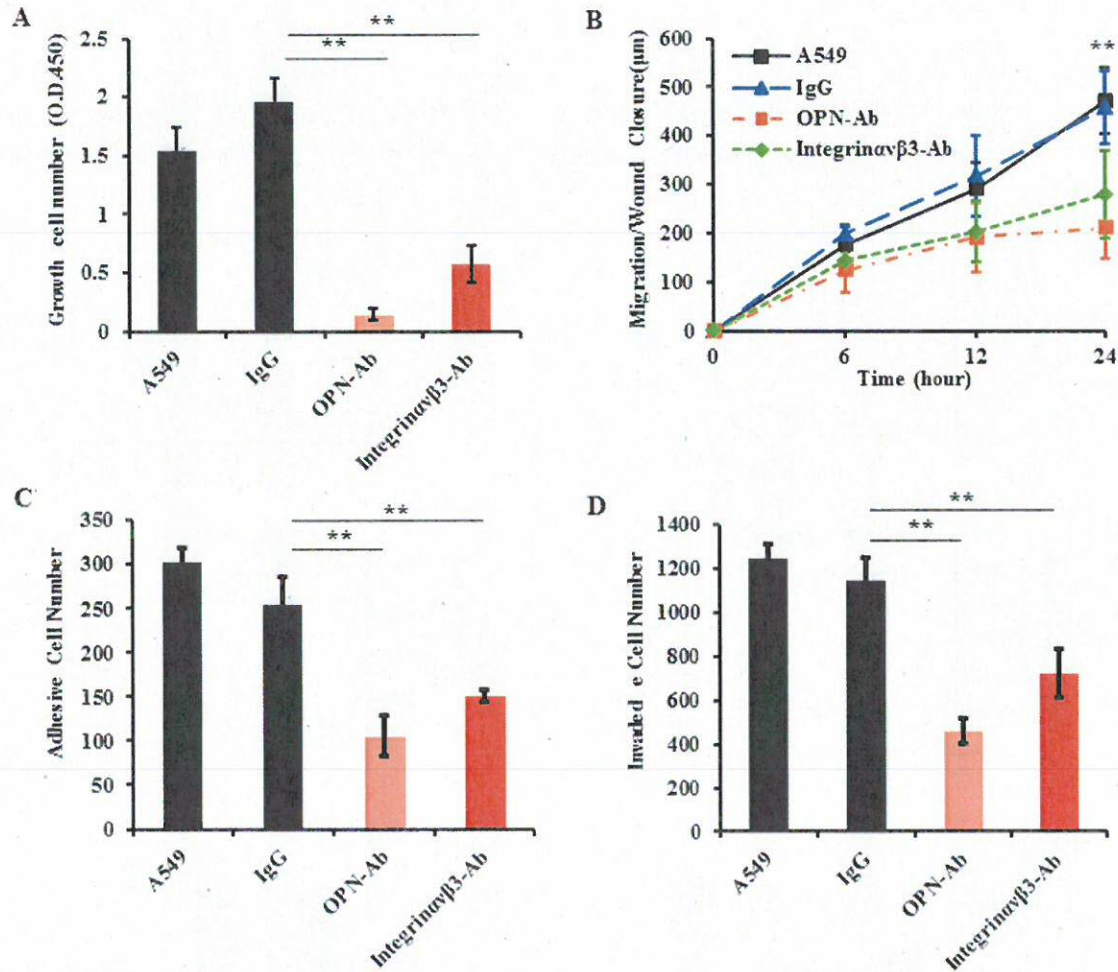 A
**
**
Growth cell number (O.D.450)
2.5
2
1.5
1
0.5
0
A549
IgG
OPN-Ab
Integrinαvβ3-Ab
B
**
Migration/Wound Closure(μm)
600
500
400
300
200
100
0
A549
IgG
OPN-Ab
Integrinαvβ3-Ab
0
6
12
24
Time (hour)
C
**
**
Adhesive Cell Number
350
300
250
200
150
100
50
0
A549
IgG
OPN-Ab
Integrinαvβ3-Ab
D
**
**
Invaded e Cell Number
1400
1200
1000
800
600
400
200
0
A549
IgG
OPN-Ab
Integrinαvβ3-Ab